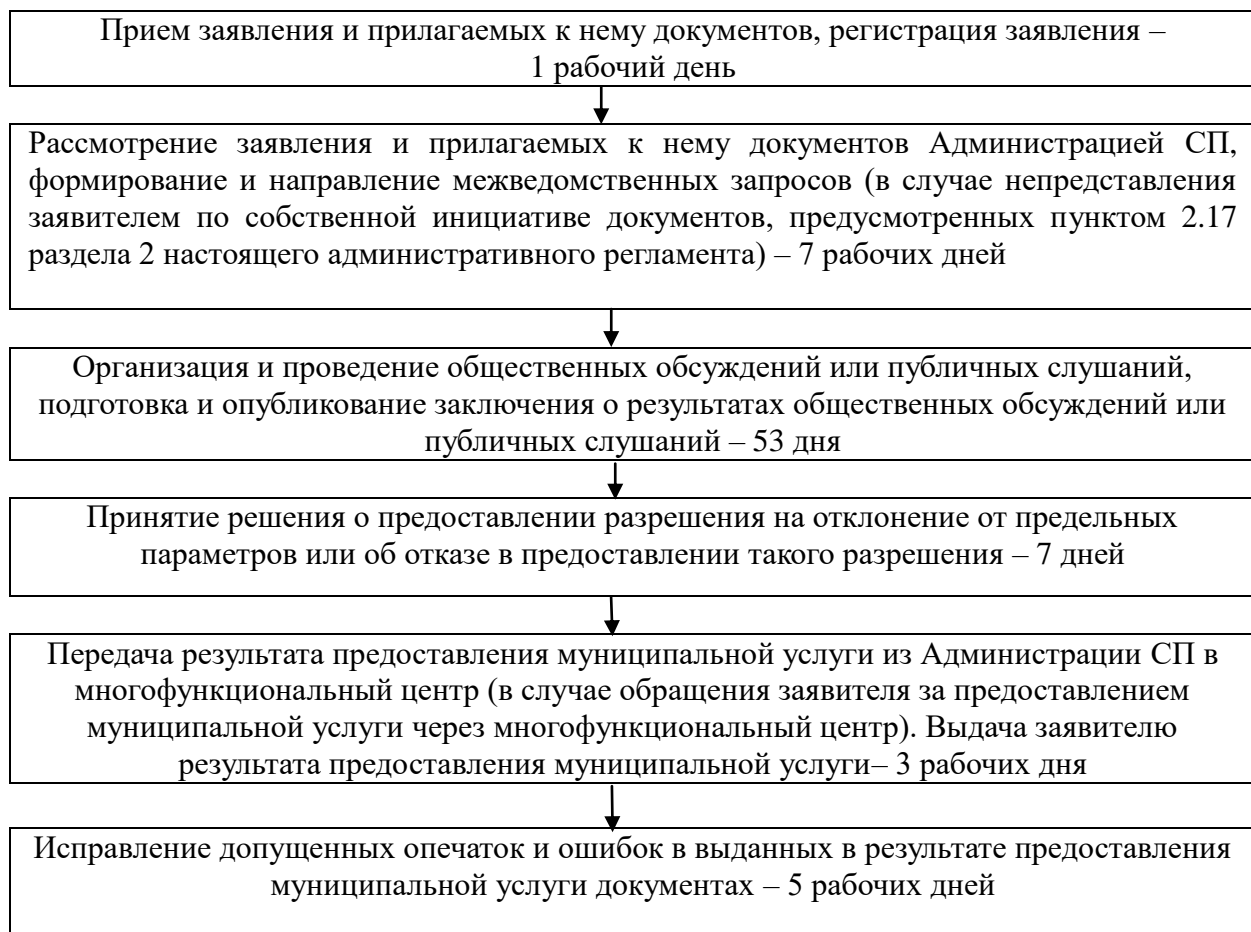 Прием заявления и прилагаемых к нему документов, регистрация заявления –
1 рабочий день
Рассмотрение заявления и прилагаемых к нему документов Администрацией СП,
формирование и направление межведомственных запросов (в случае непредставления
заявителем по собственной инициативе документов, предусмотренных пунктом 2.17
раздела 2 настоящего административного регламента) – 7 рабочих дней
Организация и проведение общественных обсуждений или публичных слушаний,
подготовка и опубликование заключения о результатах общественных обсуждений или
публичных слушаний – 53 дня
Принятие решения о предоставлении разрешения на отклонение от предельных
параметров или об отказе в предоставлении такого разрешения – 7 дней
Передача результата предоставления муниципальной услуги из Администрации СП в
многофункциональный центр (в случае обращения заявителя за предоставлением
муниципальной услуги через многофункциональный центр). Выдача заявителю
результата предоставления муниципальной услуги– 3 рабочих дня
Исправление допущенных опечаток и ошибок в выданных в результате предоставления
муниципальной услуги документах – 5 рабочих дней